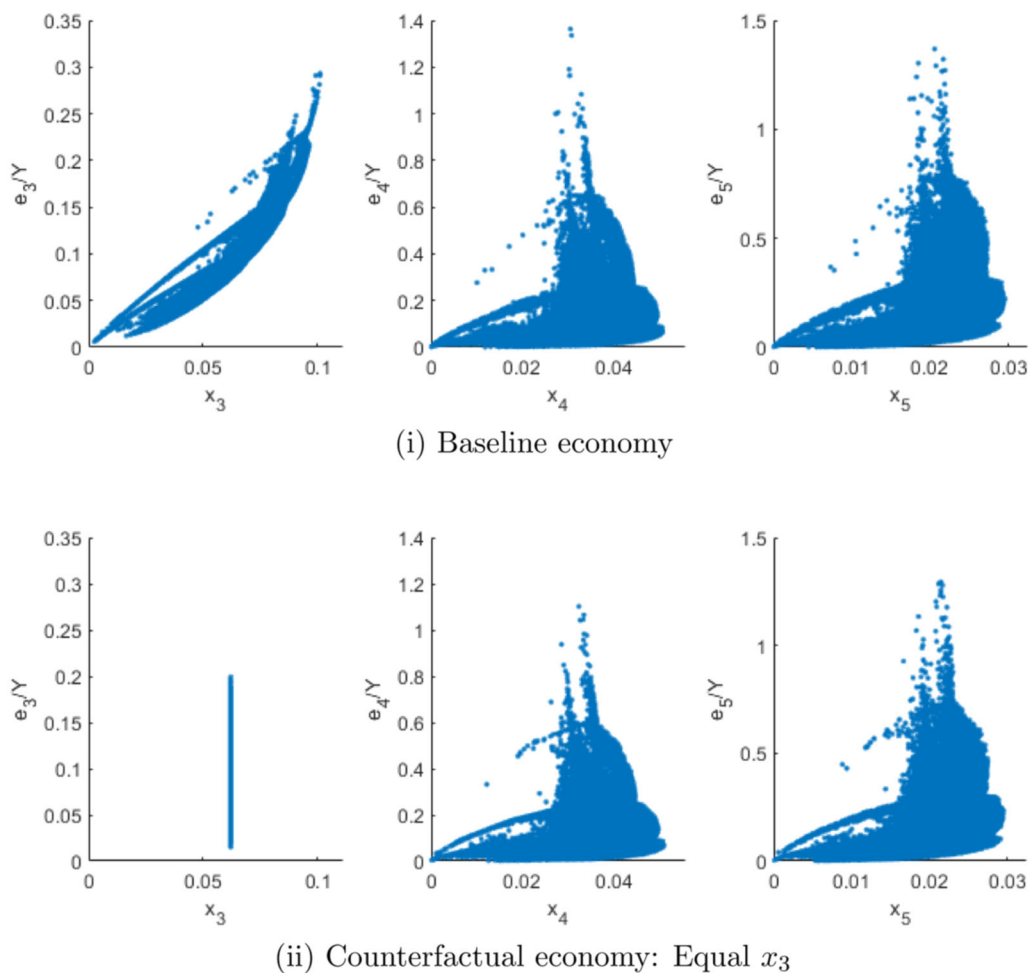 0.35
0.3
0.25
0.2
0.15
0.1
0.05
0
e3/Y
0 0.05 0.1
x3
1.4
1.2
1
0.8
0.6
0.4
0.2
0
e4/Y
0 0.02 0.04
x4
1.5
1
0.5
0
e5/Y
0 0.01 0.02 0.03
x5
(i) Baseline economy
0.35
0.3
0.25
0.2
0.15
0.1
0.05
0
e3/Y
0 0.05 0.1
x3
1.4
1.2
1
0.8
0.6
0.4
0.2
0
e4/Y
0 0.02 0.04
x4
1.5
1
0.5
0
e5/Y
0 0.01 0.02 0.03
x5
(ii) Counterfactual economy: Equal x3